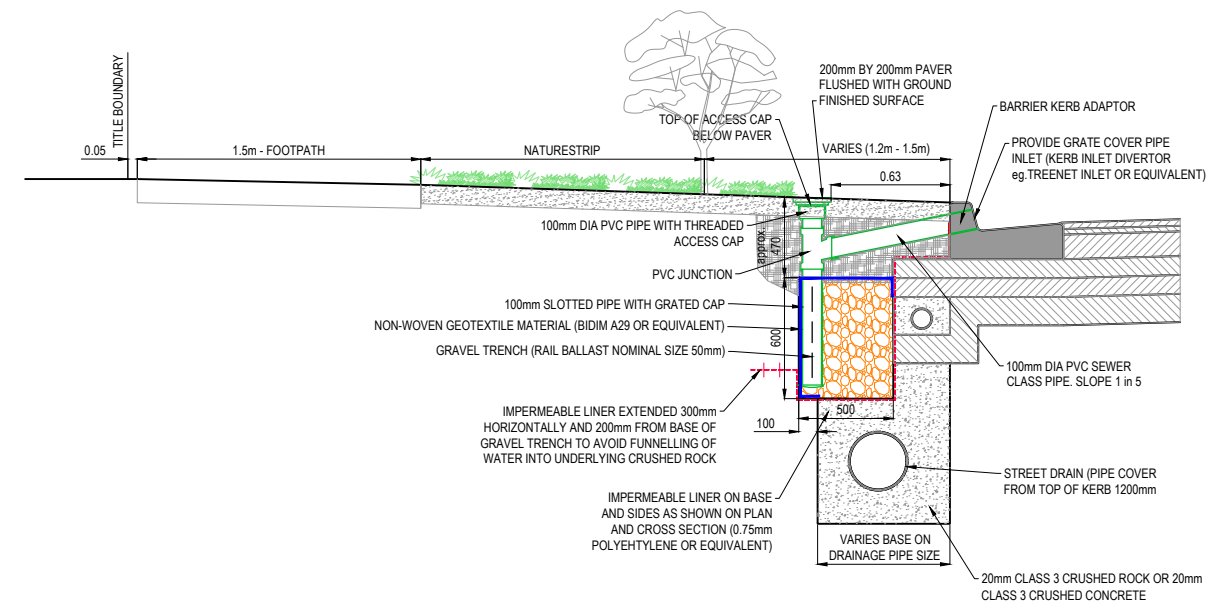 TITLE BOUNDARY
0.05
1.5m - FOOTPATH
NATURESTRIP
200mm BY 200mm PAVER
FLUSHED WITH GROUND
FINISHED SURFACE
TOP OF ACCESS CAP
BELOW PAVER
VARIES (1.2m - 1.5m)
0.63
BARRIER KERB ADAPTOR
PROVIDE GRATE COVER PIPE
INLET (KERB INLET DIVERTOR
eg.TREENET INLET OR EQUIVALENT)
100mm DIA PVC PIPE WITH THREADED
ACCESS CAP
approx.
470
PVC JUNCTION
100mm SLOTTED PIPE WITH GRATED CAP
NON-WOVEN GEOTEXTILE MATERIAL (BIDIM A29 OR EQUIVALENT)
GRAVEL TRENCH (RAIL BALLAST NOMINAL SIZE 50mm)
600
100mm DIA PVC SEWER
CLASS PIPE. SLOPE 1 in 5
IMPERMEABLE LINER EXTENDED 300mm
HORIZONTALLY AND 200mm FROM BASE OF
GRAVEL TRENCH TO AVOID FUNNELLING OF
WATER INTO UNDERLYING CRUSHED ROCK
500
100
STREET DRAIN (PIPE COVER
FROM TOP OF KERB 1200mm
IMPERMEABLE LINER ON BASE
AND SIDES AS SHOWN ON PLAN
AND CROSS SECTION (0.75mm
POLYEHTYLENE OR EQUIVALENT)
VARIES BASE ON
DRAINAGE PIPE SIZE
20mm CLASS 3 CRUSHED ROCK OR 20mm
CLASS 3 CRUSHED CONCRETE